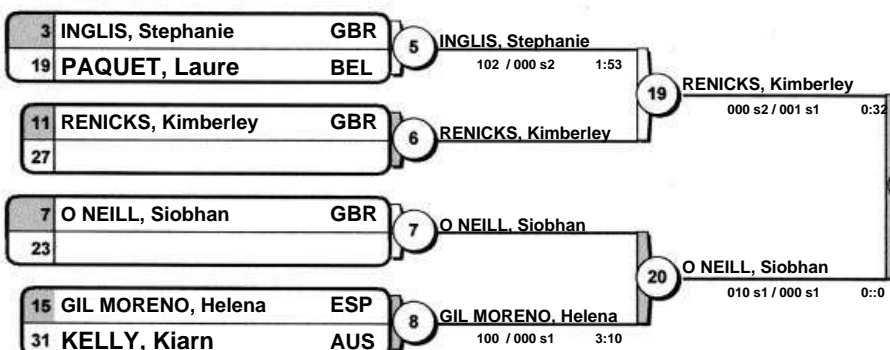 3 INGLIS, Stephanie GBR
19 PAQUET, Laure BEL
5
INGLIS, Stephanie
102 / 000 s2 1:53
19
RENICKS, Kimberley
000 s2 / 001 s1 0:32
11 RENICKS, Kimberley GBR
27
6
RENICKS, Kimberley
7 O NEILL, Siobhan GBR
23
7
O NEILL, Siobhan
20
O NEILL, Siobhan
010 s1 / 000 s1 0::0
15 GIL MORENO, Helena ESP
31 KELLY, Kiarn AUS
8
GIL MORENO, Helena
100 / 000 s1 3:10